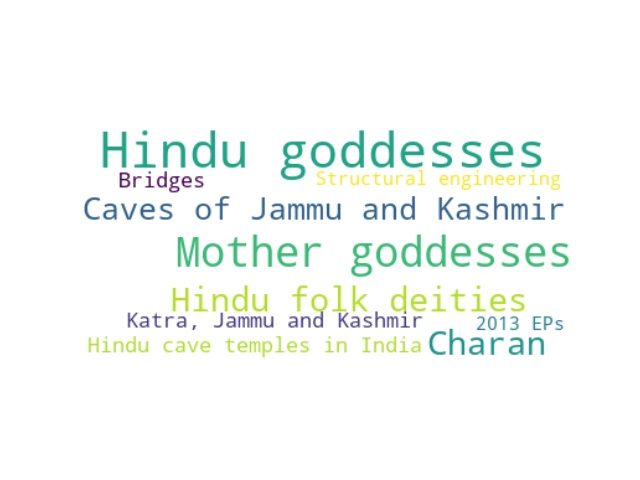 Hindu goddesses
Bridges Structural engineering
Caves of Jammu and Kashmir
Mother goddesses
Hindu folk deities
Katra, Jammu and Kashmir 2013 EPs
Hindu cave temples in India Charan